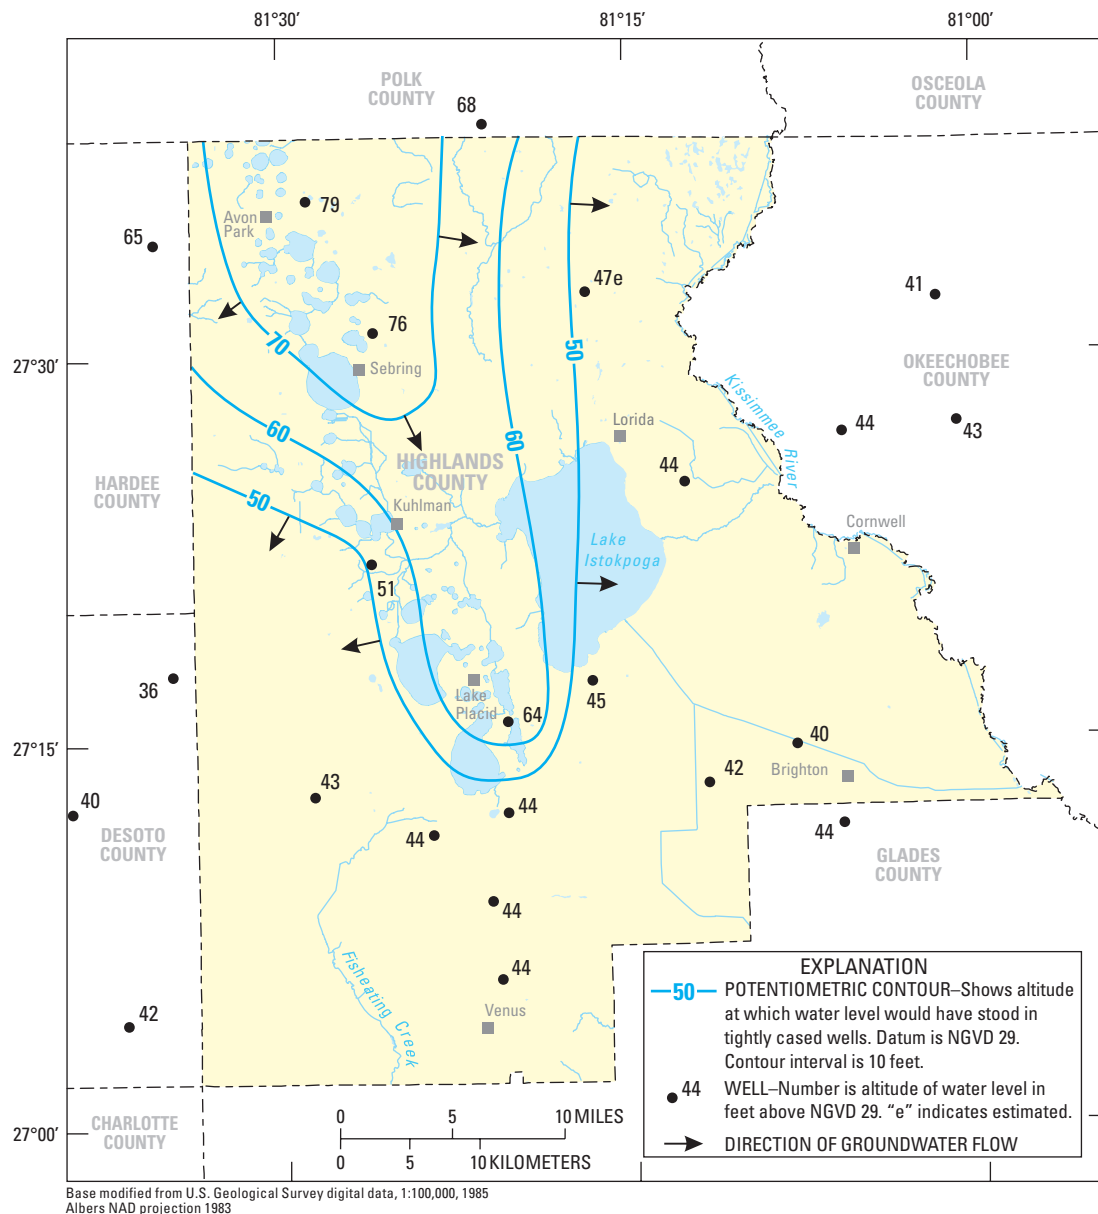 81°30′
81°15′
81°00′
POLK
COUNTY
OSCEOLA
COUNTY
68
79
Avon
Park
65
47e
41
76
70
50
27°30′
Sebring
OKEECHOBEE
COUNTY
Kissimmee River
60
60
Lorida
44
43
HIGHLANDS
COUNTY
44
HARDEE
COUNTY
50
Kuhlman
Cornwell
Lake
Istokpoga
51
36
Lake
Placid
64
45
27°15′
40
Brighton
43
42
40
44
44
44
DESOTO
COUNTY
GLADES
COUNTY
44
Fisheating Creek
44
Venus
42
EXPLANATION
50 POTENTIOMETRIC CONTOUR–Shows altitude
at which water level would have stood in
tightly cased wells. Datum is NGVD 29.
Contour interval is 10 feet.
44 WELL–Number is altitude of water level in
feet above NGVD 29. “e” indicates estimated.
DIRECTION OF GROUNDWATER FLOW
CHARLOTTE
COUNTY
27°00′
0 5 10 MILES
0 5 10 KILOMETERS
Base modified from U.S. Geological Survey digital data, 1:100,000, 1985
Albers NAD projection 1983